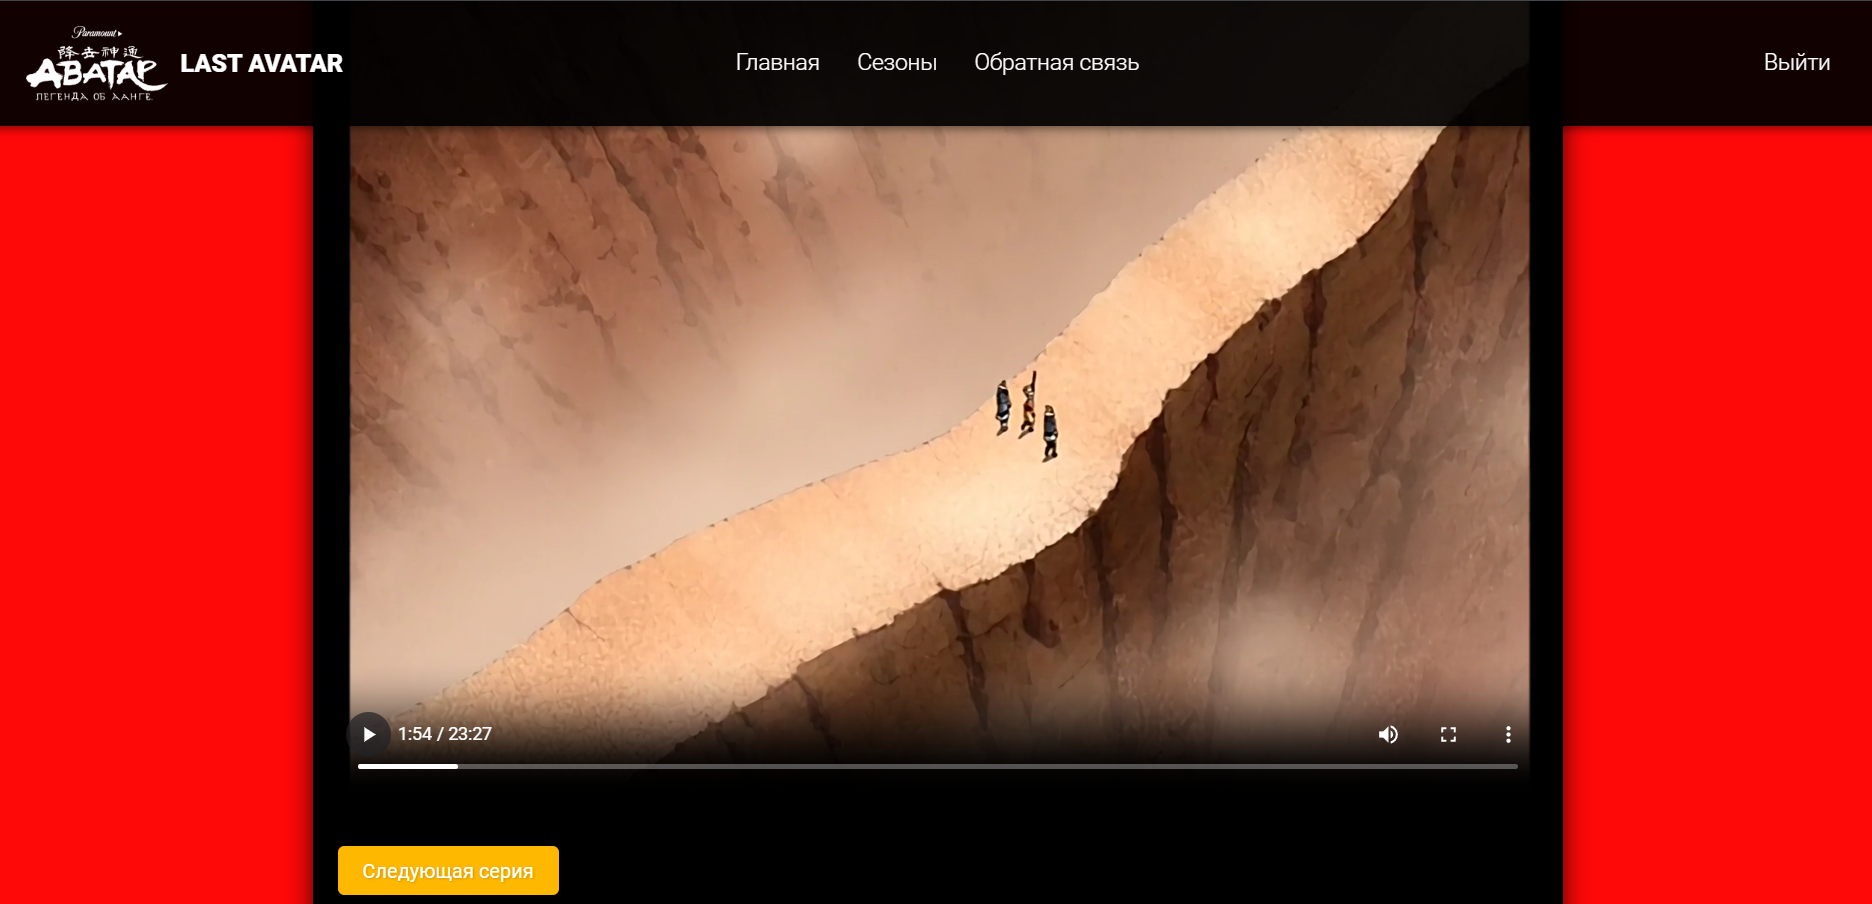 Paramount
降去神通
АВАТАР
ЛЕГЕНДА ОБ ААНГЕ
LAST AVATAR
Главная
Сезоны
Обратная связь
Выйти
1:54 / 23:27
Следующая серия